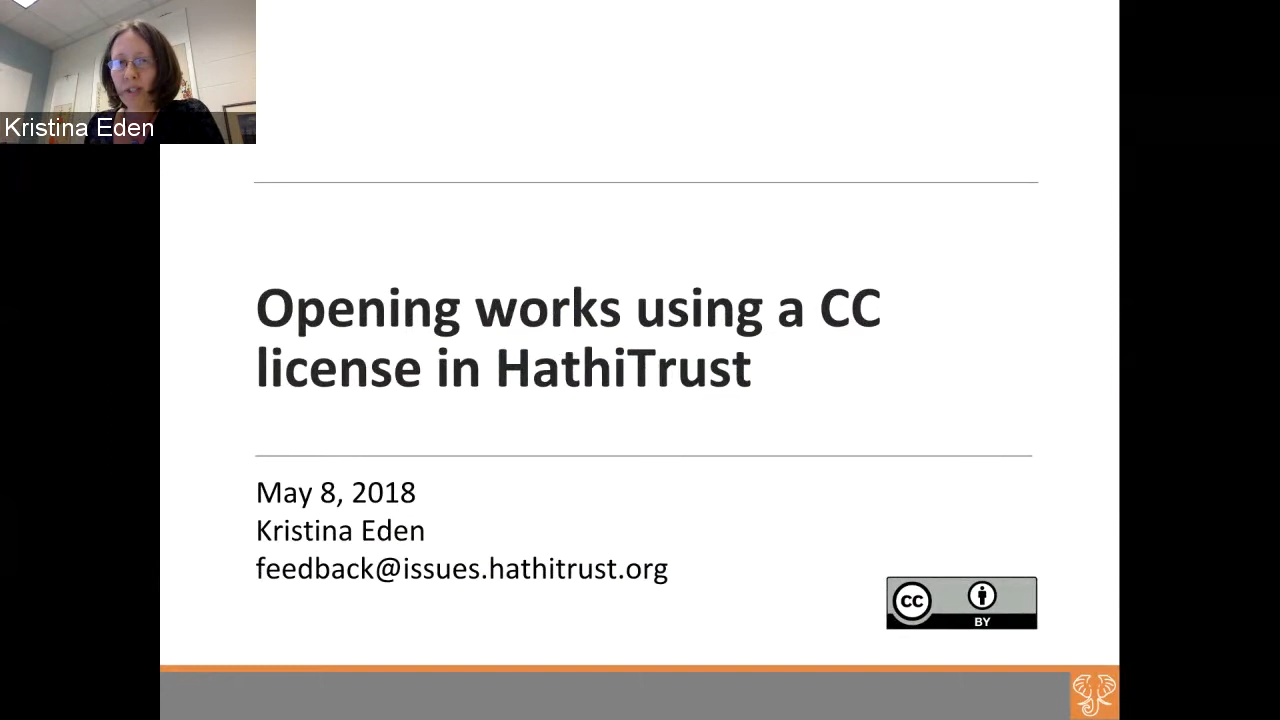 Kristina Eden
Opening works using a CC
license in HathiTrust
May 8, 2018
Kristina Eden
feedback@issues.hathitrust.org
cc
BY